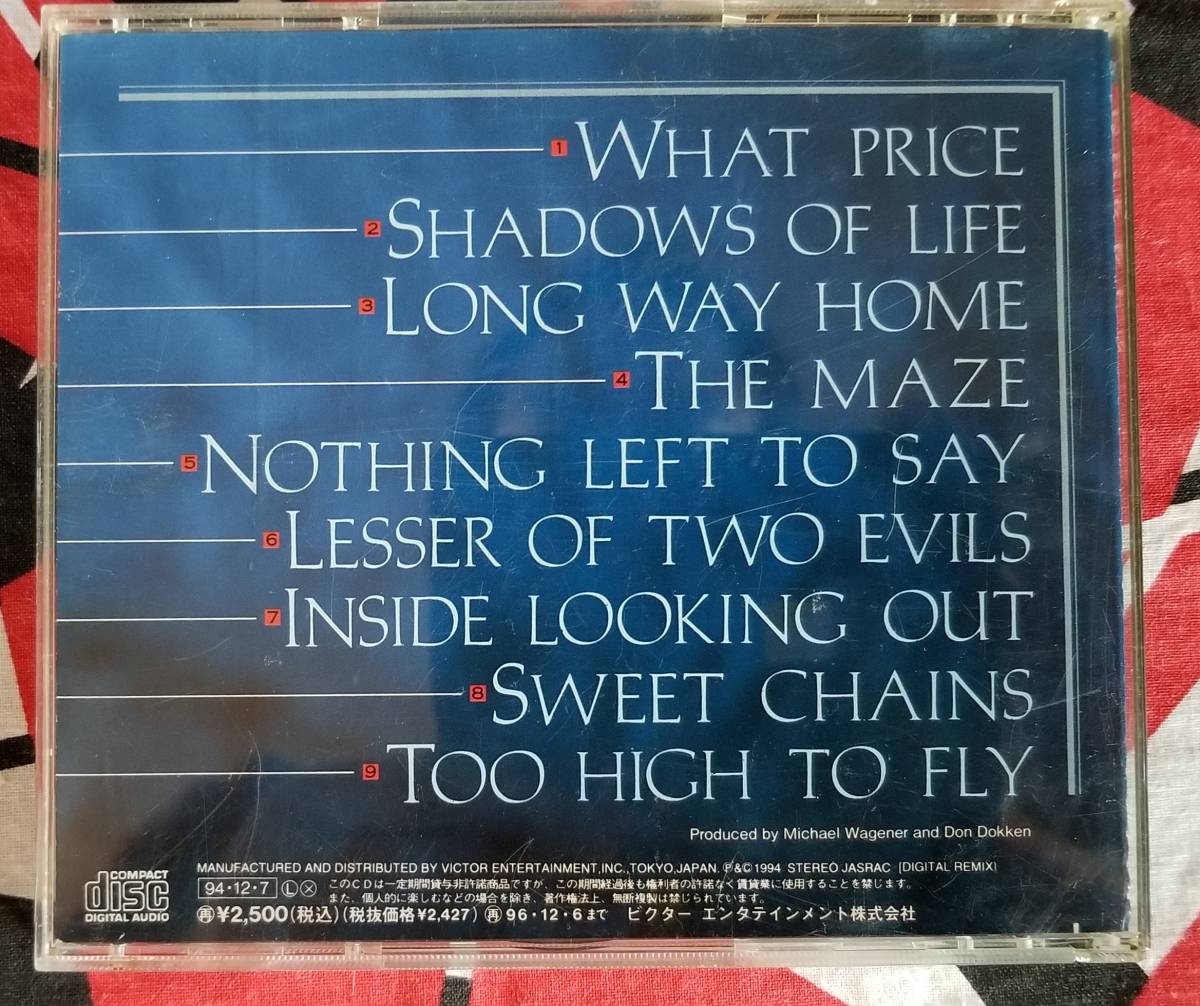 1 WHAT PRICE
2 SHADOWS OF LIFE
3 LONG WAY HOME
4 THE MAZE
5 NOTHING LEFT TO SAY
6 LESSER OF TWO EVILS
7 INSIDE LOOKING OUT
8 SWEET CHAINS
9 TOO HIGH TO FLY
Produced by Michael Wagener and Don Dokken
COMPACT
disc
DIGITAL AUDIO
MANUFACTURED AND DISTRIBUTED BY VICTOR ENTERTAINMENT,INC.,TOKYO,JAPAN. ℗&©1994 STEREO JASRAC [DIGITAL REMIX]
94·12·7 Ⓛ ⓧ このCDは一定期間貸与非許諾商品ですが、この期間経過後も権利者の許諾なく賃貸業に使用することを禁じます。
また、個人的に楽しむなどの場合を除き、著作権法上、無断複製は禁じられています。
㊞¥2,500(税込)(税抜価格¥2,427) 再96·12·6まで ビクター エンタテインメント株式会社